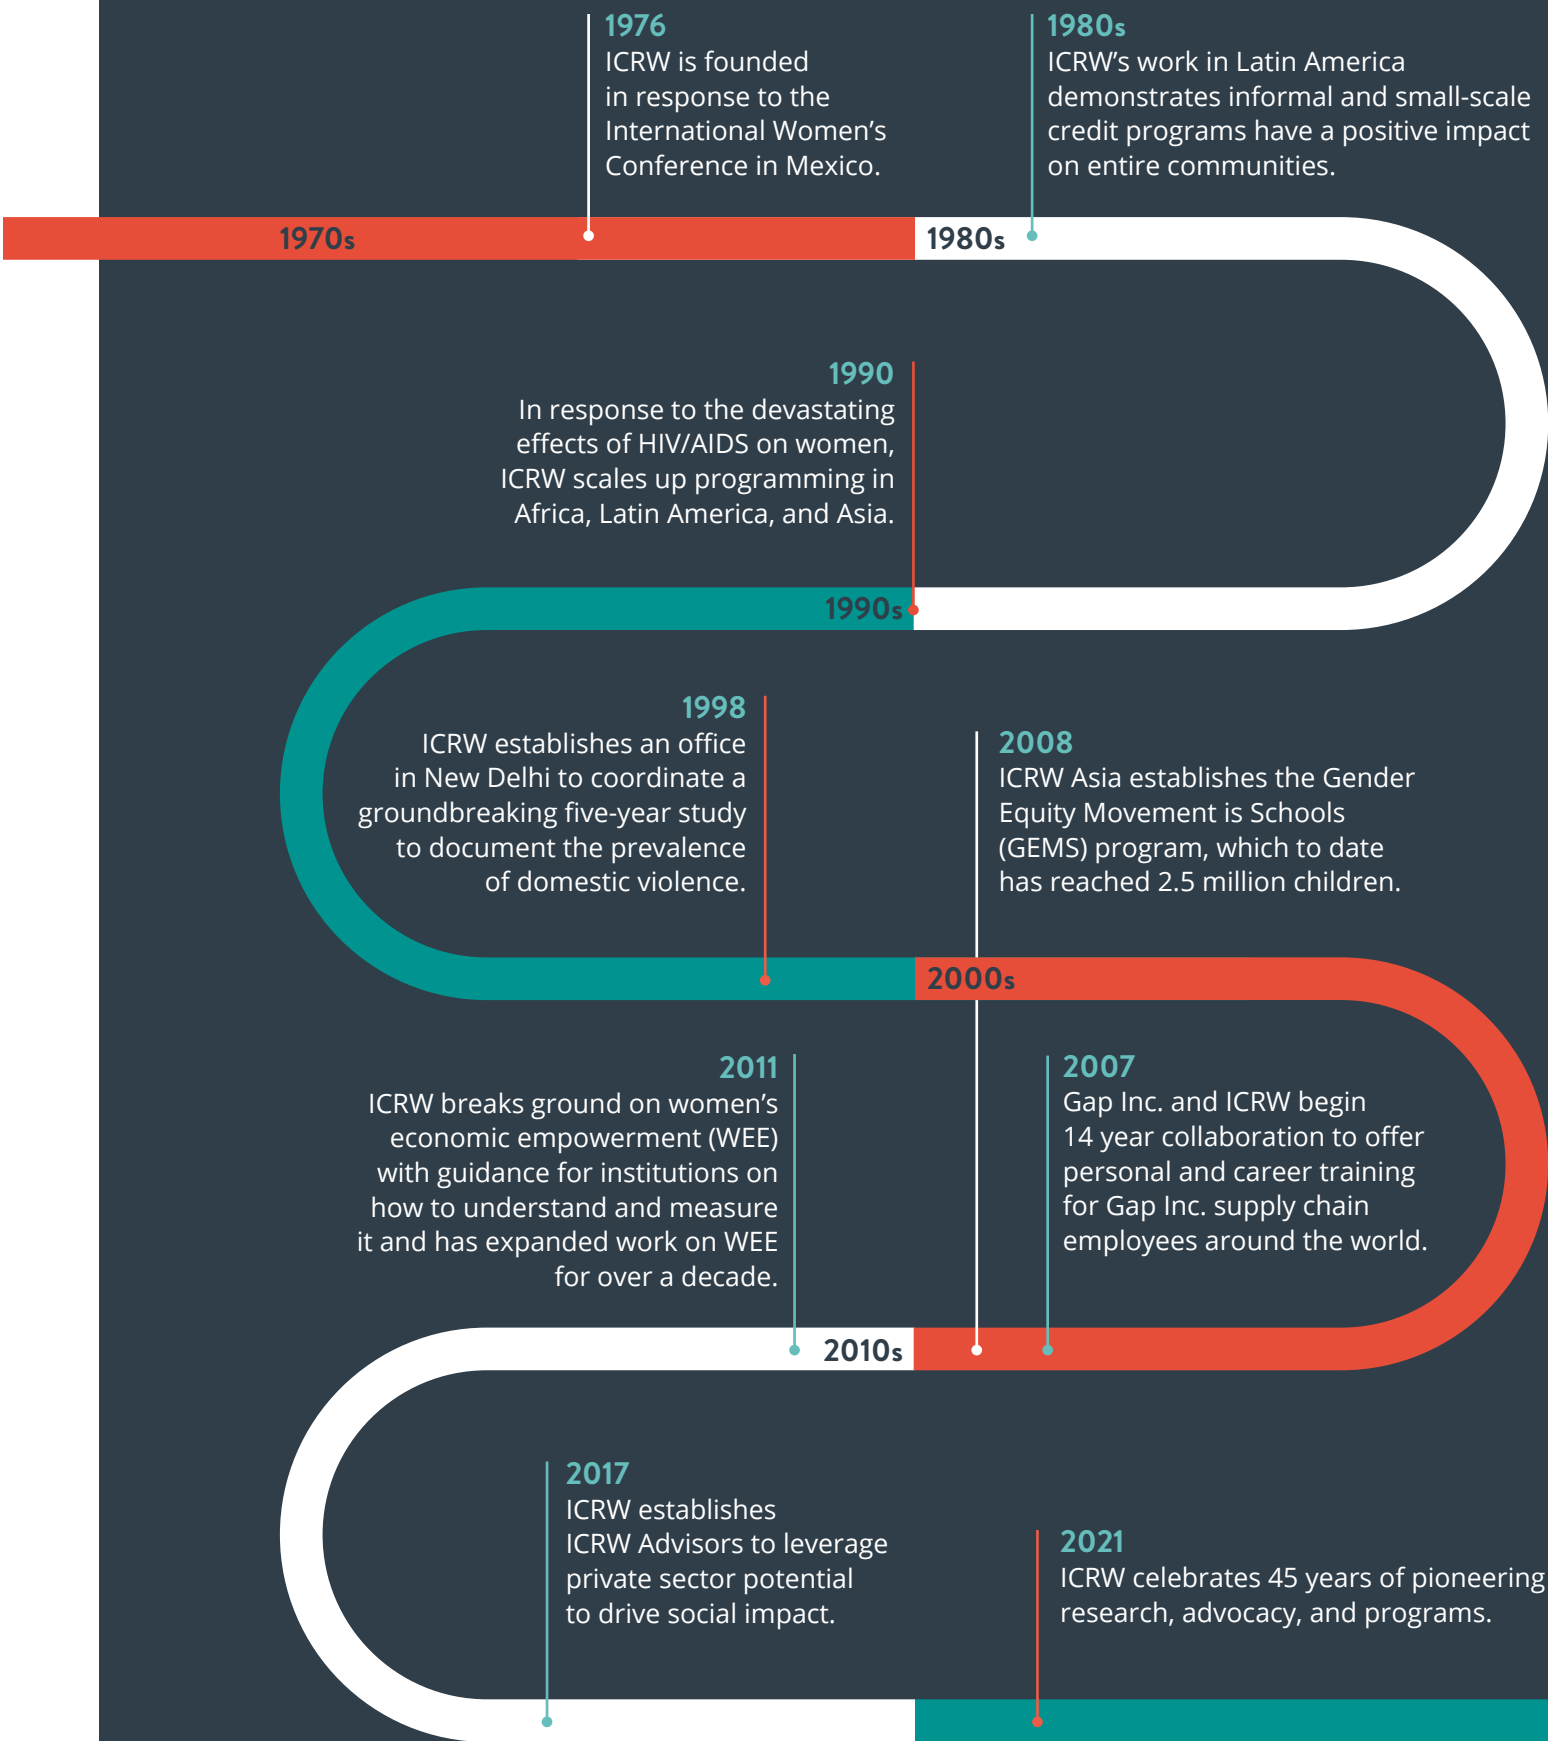 1976
ICRW is founded
in response to the
International Women's
Conference in Mexico.
1980s
ICRW's work in Latin America
demonstrates informal and small-scale
credit programs have a positive impact
on entire communities.
1970s
1980s
1990
In response to the devastating
effects of HIV/AIDS on women,
ICRW scales up programming in
Africa, Latin America, and Asia.
1990s
1998
ICRW establishes an office
in New Delhi to coordinate a
groundbreaking five-year study
to document the prevalence
of domestic violence.
2008
ICRW Asia establishes the Gender
Equity Movement is Schools
(GEMS) program, which to date
has reached 2.5 million children.
2000s
2011
ICRW breaks ground on women's
economic empowerment (WEE)
with guidance for institutions on
how to understand and measure
it and has expanded work on WEE
for over a decade.
2007
Gap Inc. and ICRW begin
14 year collaboration to offer
personal and career training
for Gap Inc. supply chain
employees around the world.
2010s
2017
ICRW establishes
ICRW Advisors to leverage
private sector potential
to drive social impact.
2021
ICRW celebrates 45 years of pioneering
research, advocacy, and programs.